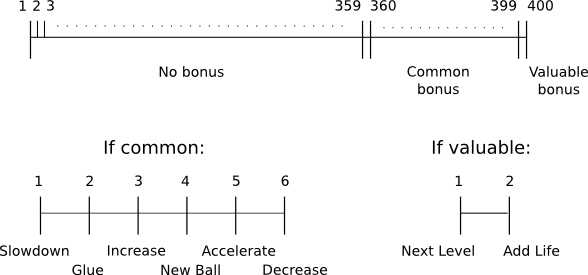 1 2 3 359 360 399 400
No bonus
Common
bonus
Valuable
bonus
If common:
1 2 3 4 5 6
Slowdown
Glue
Increase
New Ball
Accelerate
Decrease
If valuable:
1 2
Next Level
Add Life